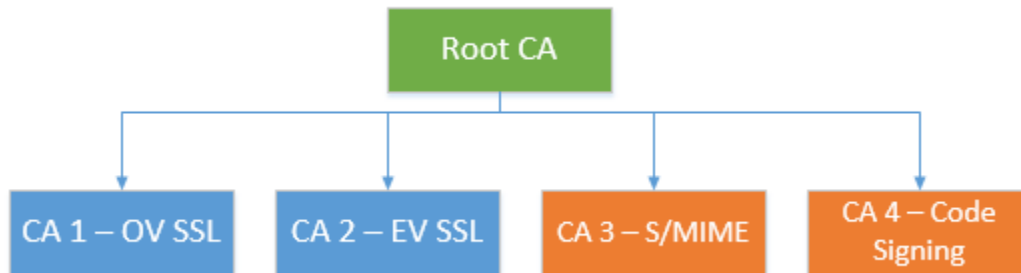 Root CA
CA 1 – OV SSL
CA 2 – EV SSL
CA 3 – S/MIME
CA 4 – Code
Signing